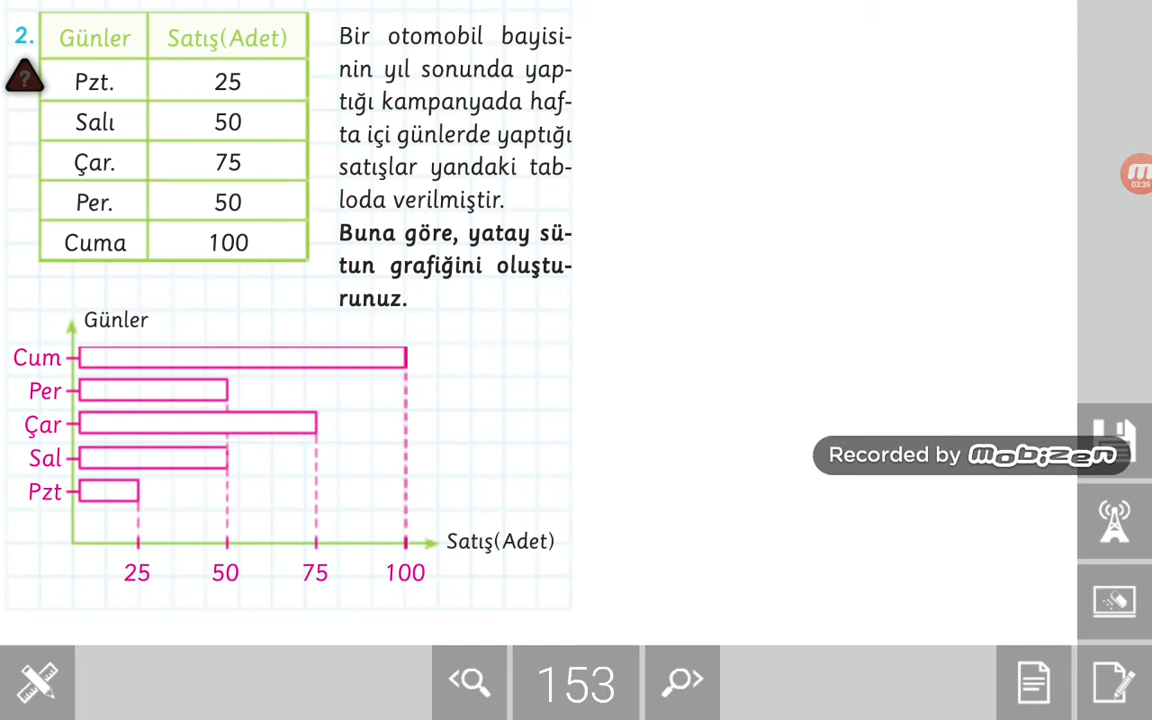 2.
Günler Satış(Adet)
Pzt. 25
Salı 50
Çar. 75
Per. 50
Cuma 100
Bir otomobil bayisi-
nin yıl sonunda yap-
tığı kampanyada haf-
ta içi günlerde yaptığı
satışlar yandaki tab-
loda verilmiştir.
Buna göre, yatay sü-
tun grafiğini oluştu-
runuz.
Günler
Cum
Per
Çar
Sal
Pzt
Satış(Adet)
25 50 75 100
m
03:39
Recorded by mobizen
153